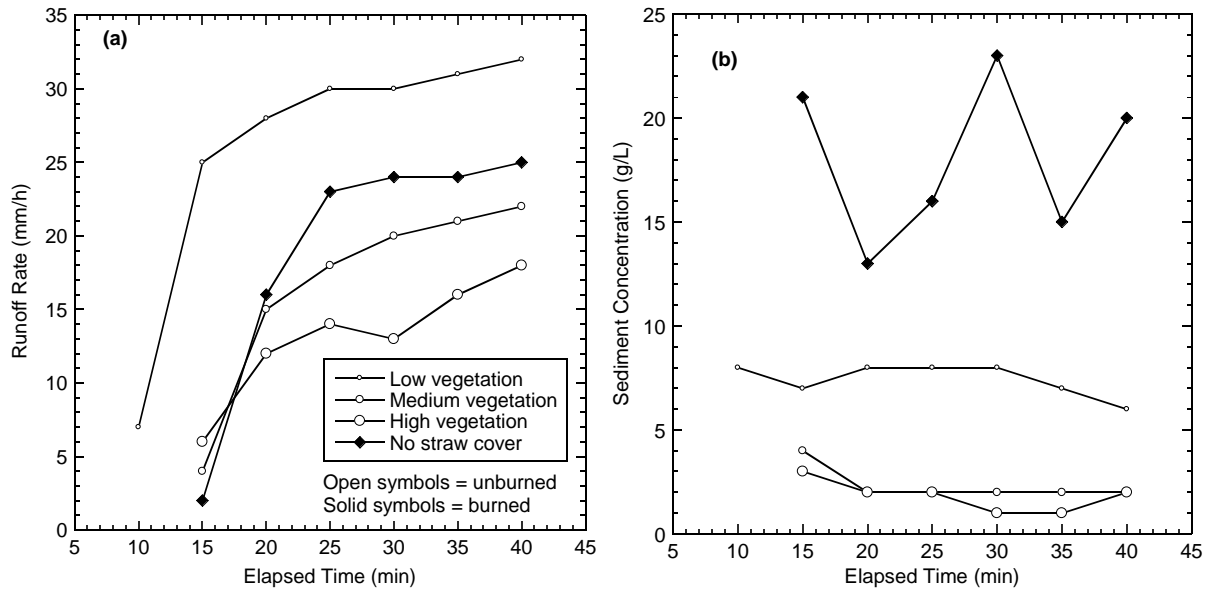 (a)
35
30
25
20
15
10
5
0
Runoff Rate (mm/h)
Low vegetation
Medium vegetation
High vegetation
No straw cover
Open symbols = unburned
Solid symbols = burned
5 10 15 20 25 30 35 40 45
Elapsed Time (min)
(b)
25
20
15
10
5
0
Sediment Concentration (g/L)
5 10 15 20 25 30 35 40 45
Elapsed Time (min)